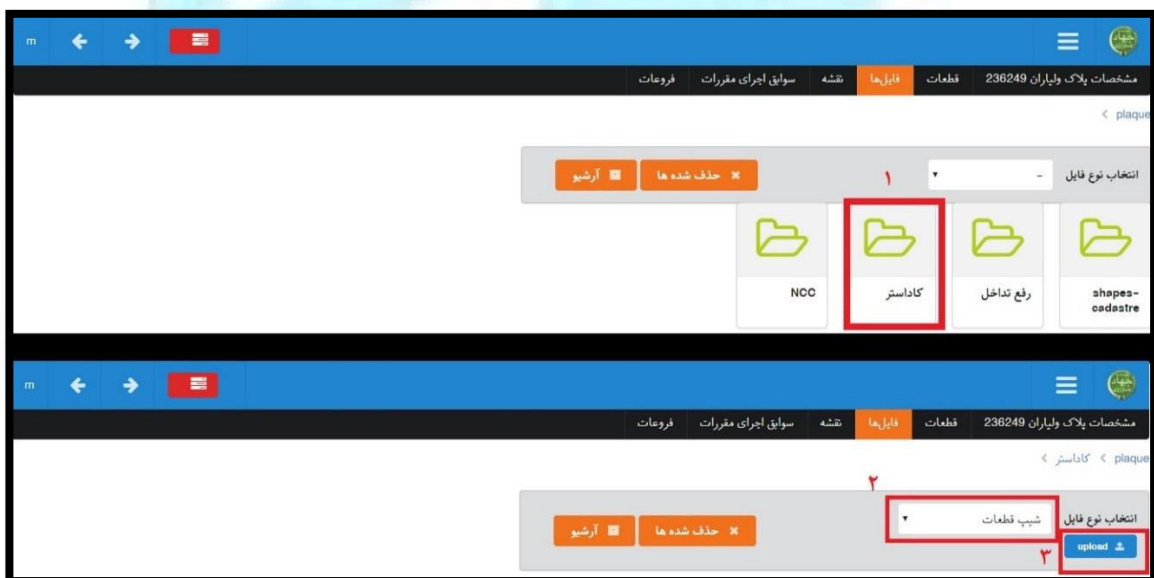 m
مشخصات پلاک ولیاران 236249 قطعات فایل‌ها نقشه سوابق اجرای مقررات فروعات
plaque
انتخاب نوع فایل - حذف شده ها آرشیو
۱
shapes-cadastre رفع تداخل کاداستر NCC
m
مشخصات پلاک ولیاران 236249 قطعات فایل‌ها نقشه سوابق اجرای مقررات فروعات
plaque کاداستر
۲
انتخاب نوع فایل شیپ قطعات حذف شده ها آرشیو
upload
۳